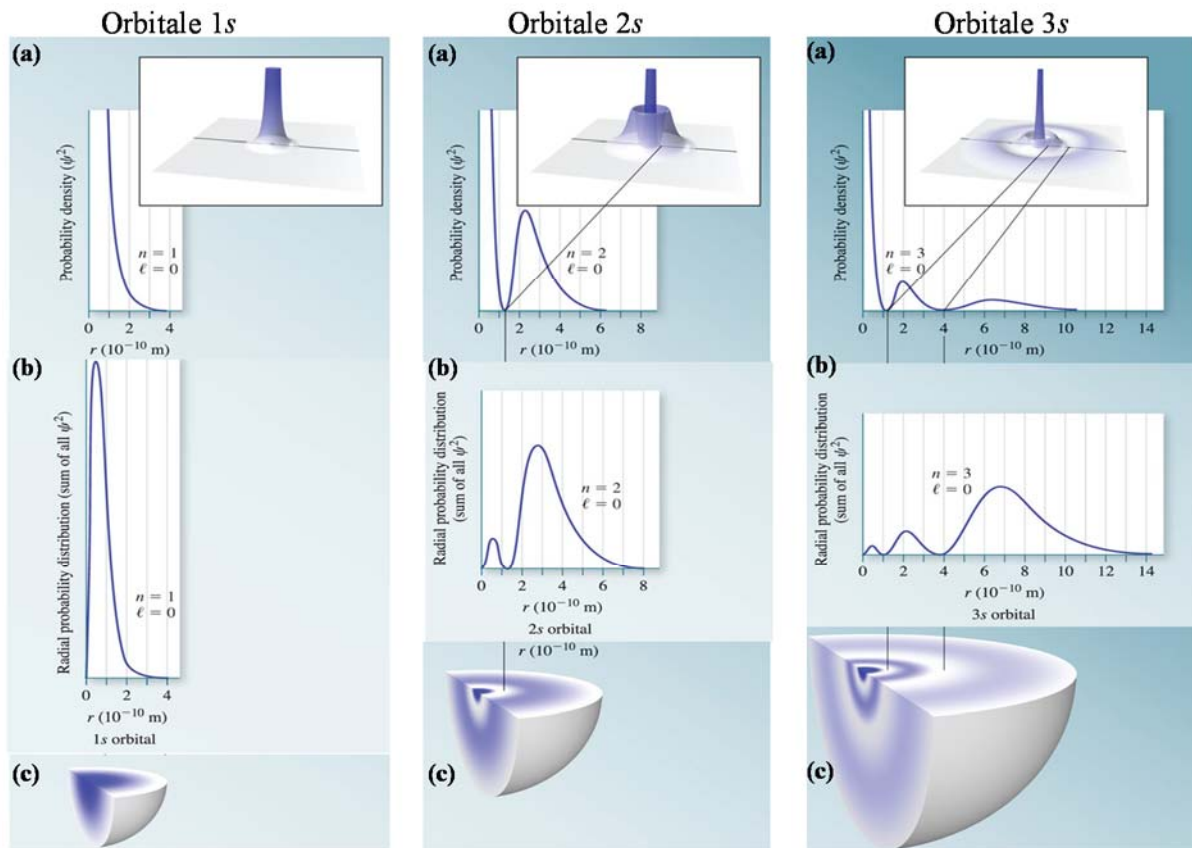 Orbitale 1s
(a)
Probability density (ψ²)
n = 1
ℓ = 0
0 2 4
r (10⁻¹⁰ m)
(b)
Radial probability distribution (sum of all ψ²)
n = 1
ℓ = 0
0 2 4
r (10⁻¹⁰ m)
1s orbital
(c)
Orbitale 2s
(a)
Probability density (ψ²)
n = 2
ℓ = 0
0 2 4 6 8
r (10⁻¹⁰ m)
(b)
Radial probability distribution
(sum of all ψ²)
n = 2
ℓ = 0
0 2 4 6 8
r (10⁻¹⁰ m)
2s orbital
r (10⁻¹⁰ m)
(c)
Orbitale 3s
(a)
Probability density (ψ²)
n = 3
ℓ = 0
0 2 4 6 8 10 12 14
r (10⁻¹⁰ m)
(b)
Radial probability distribution
(sum of all ψ²)
n = 3
ℓ = 0
0 2 4 6 8 10 12 14
r (10⁻¹⁰ m)
3s orbital
(c)